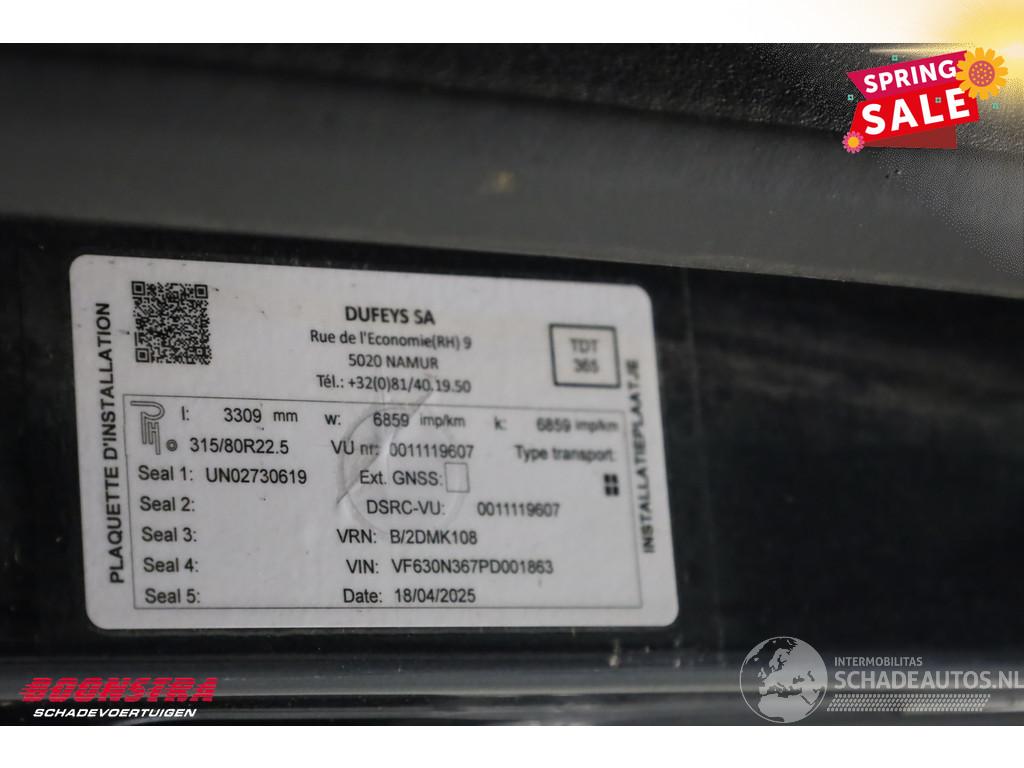 SPRING
SALE
DUFEYS SA
Rue de l'Economie(RH) 9
5020 NAMUR
Tél.: +32(0)81/40.19.50
TDT
365
PLAQUETTE D'INSTALLATION
l: 3309 mm w: 6859 imp/km k: 6859 imp/km
© 315/80R22.5 VU nr: 0011119607 Type transport:
Seal 1: UN02730619 Ext. GNSS:
Seal 2: DSRC-VU: 0011119607
Seal 3: VRN: B/2DMK108
Seal 4: VIN: VF630N367PD001863
Seal 5: Date: 18/04/2025
INSTALLATIEPLAATJE
BOONSTRA
SCHADEVOERTUIGEN
INTERMOBILITAS
SCHADEAUTOS.NL